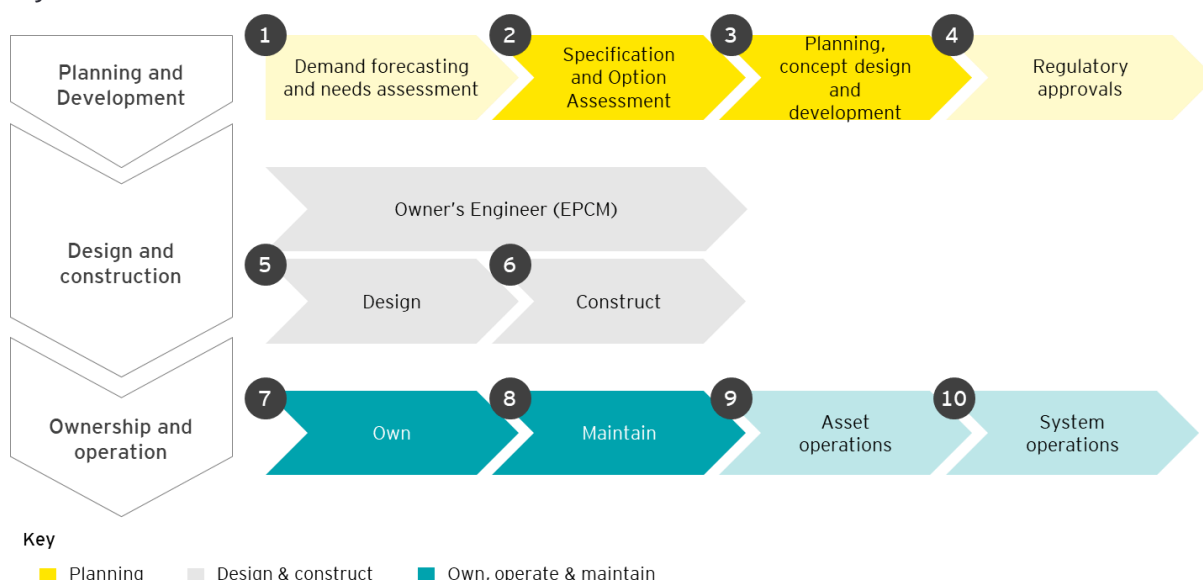 1
2
3
4
Planning and
Development
Demand forecasting
and needs assessment
Specification
and Option
Assessment
Planning,
concept design
and
development
Regulatory
approvals
Design and
construction
Owner's Engineer (EPCM)
5
6
Design
Construct
Ownership and
operation
7
8
9
10
Own
Maintain
Asset
operations
System
operations
Key
Planning
Design & construct
Own, operate & maintain